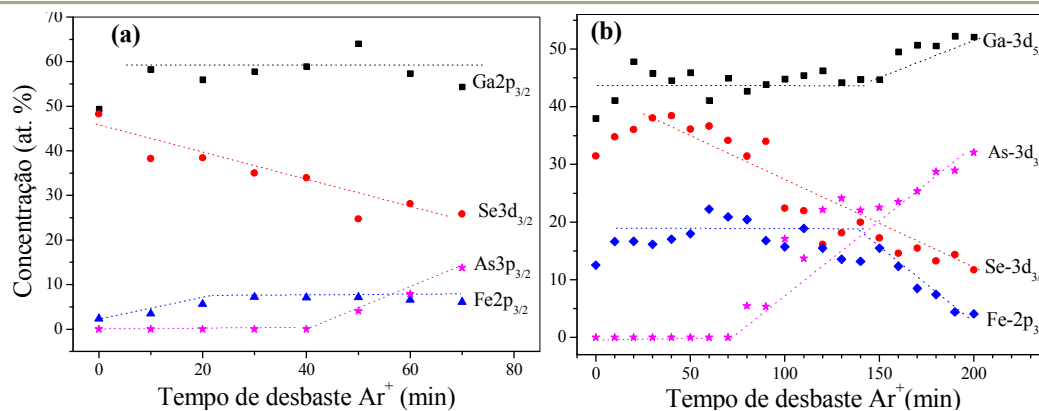 (a)
Concentração (at. %)
70
60
50
40
30
20
10
0
Ga2p3/2
Se3d3/2
As3p3/2
Fe2p3/2
0 20 40 60 80
Tempo de desbaste Ar+ (min)
(b)
50
40
30
20
10
0
Ga-3d5
As-3d3
Se-3d3/
Fe-2p3
0 50 100 150 200
Tempo de desbaste Ar+(min)